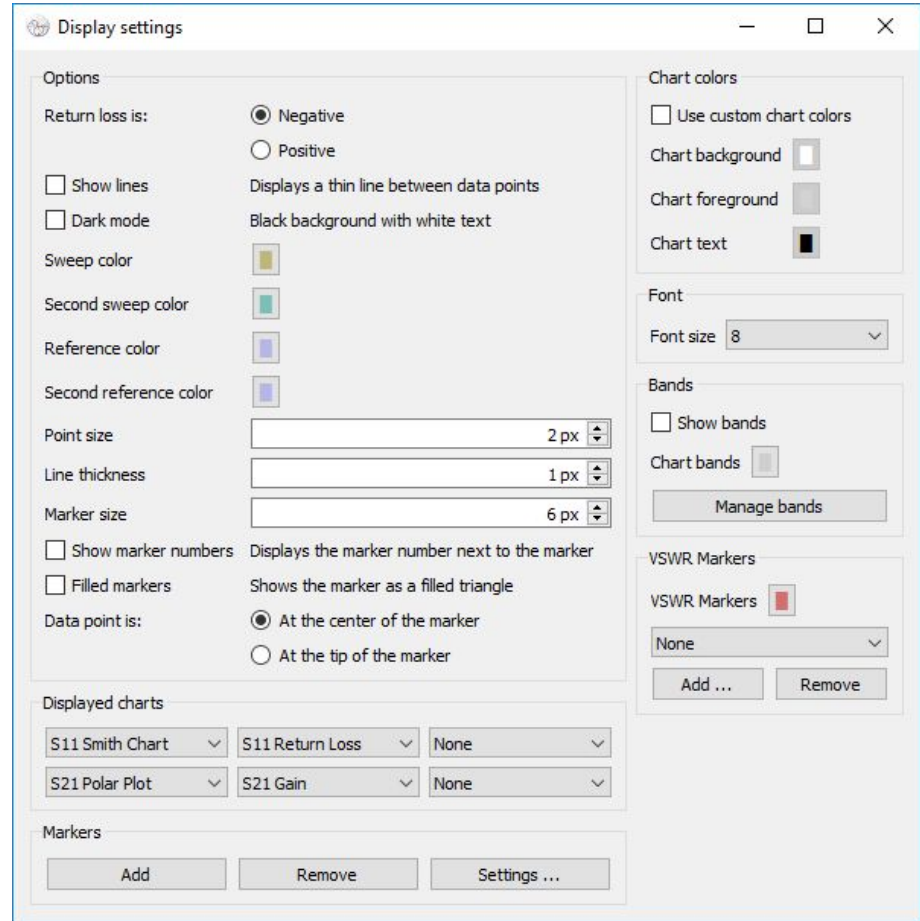 Display settings
Options
Return loss is:
Negative
Positive
Show lines
Displays a thin line between data points
Dark mode
Black background with white text
Sweep color
Second sweep color
Reference color
Second reference color
Point size
2 px
Line thickness
1 px
Marker size
6 px
Show marker numbers
Displays the marker number next to the marker
Filled markers
Shows the marker as a filled triangle
Data point is:
At the center of the marker
At the tip of the marker
Displayed charts
S11 Smith Chart
S11 Return Loss
None
S21 Polar Plot
S21 Gain
None
Markers
Add
Remove
Settings ...
Chart colors
Use custom chart colors
Chart background
Chart foreground
Chart text
Font
Font size
8
Bands
Show bands
Chart bands
Manage bands
VSWR Markers
VSWR Markers
None
Add ...
Remove